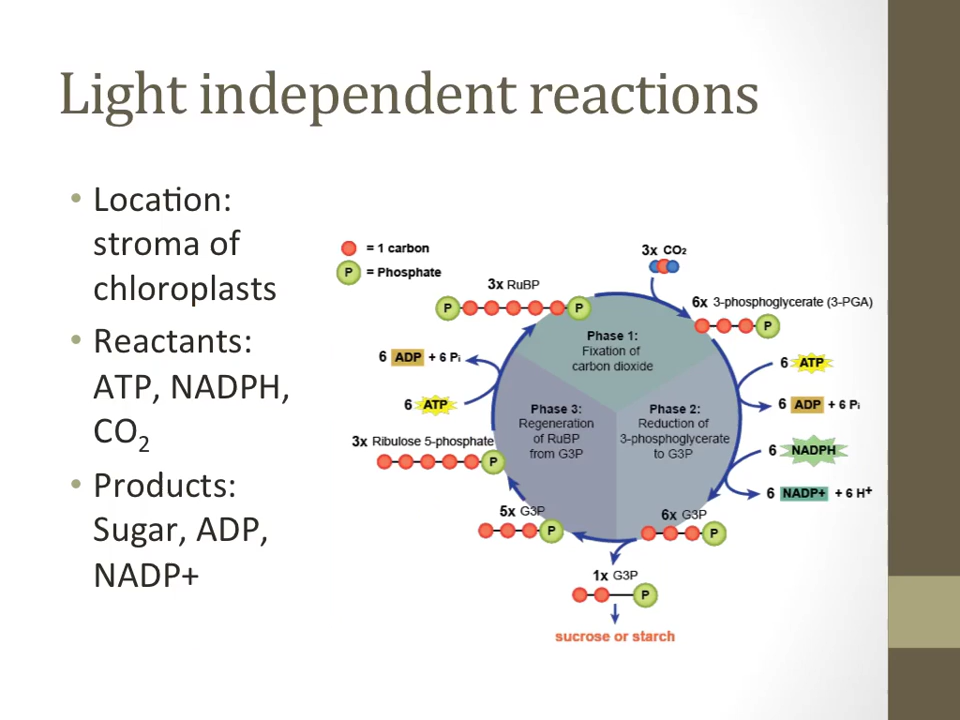 Light independent reactions
• Location:
stroma of
chloroplasts
• Reactants:
ATP, NADPH,
CO₂
• Products:
Sugar, ADP,
NADP+
= 1 carbon
P = Phosphate
3x CO₂
3x RuBP
P P
6x 3-phosphoglycerate (3-PGA)
P
Phase 1:
Fixation of
carbon dioxide
6 ADP + 6 Pi
6 ATP
6 ATP
6 ADP + 6 Pi
Phase 3:
Regeneration
of RuBP
from G3P
Phase 2:
Reduction of
3-phosphoglycerate
to G3P
3x Ribulose 5-phosphate
P
6 NADPH
6 NADP+ + 6 H+
5x G3P
P
6x G3P
P
1x G3P
P
sucrose or starch